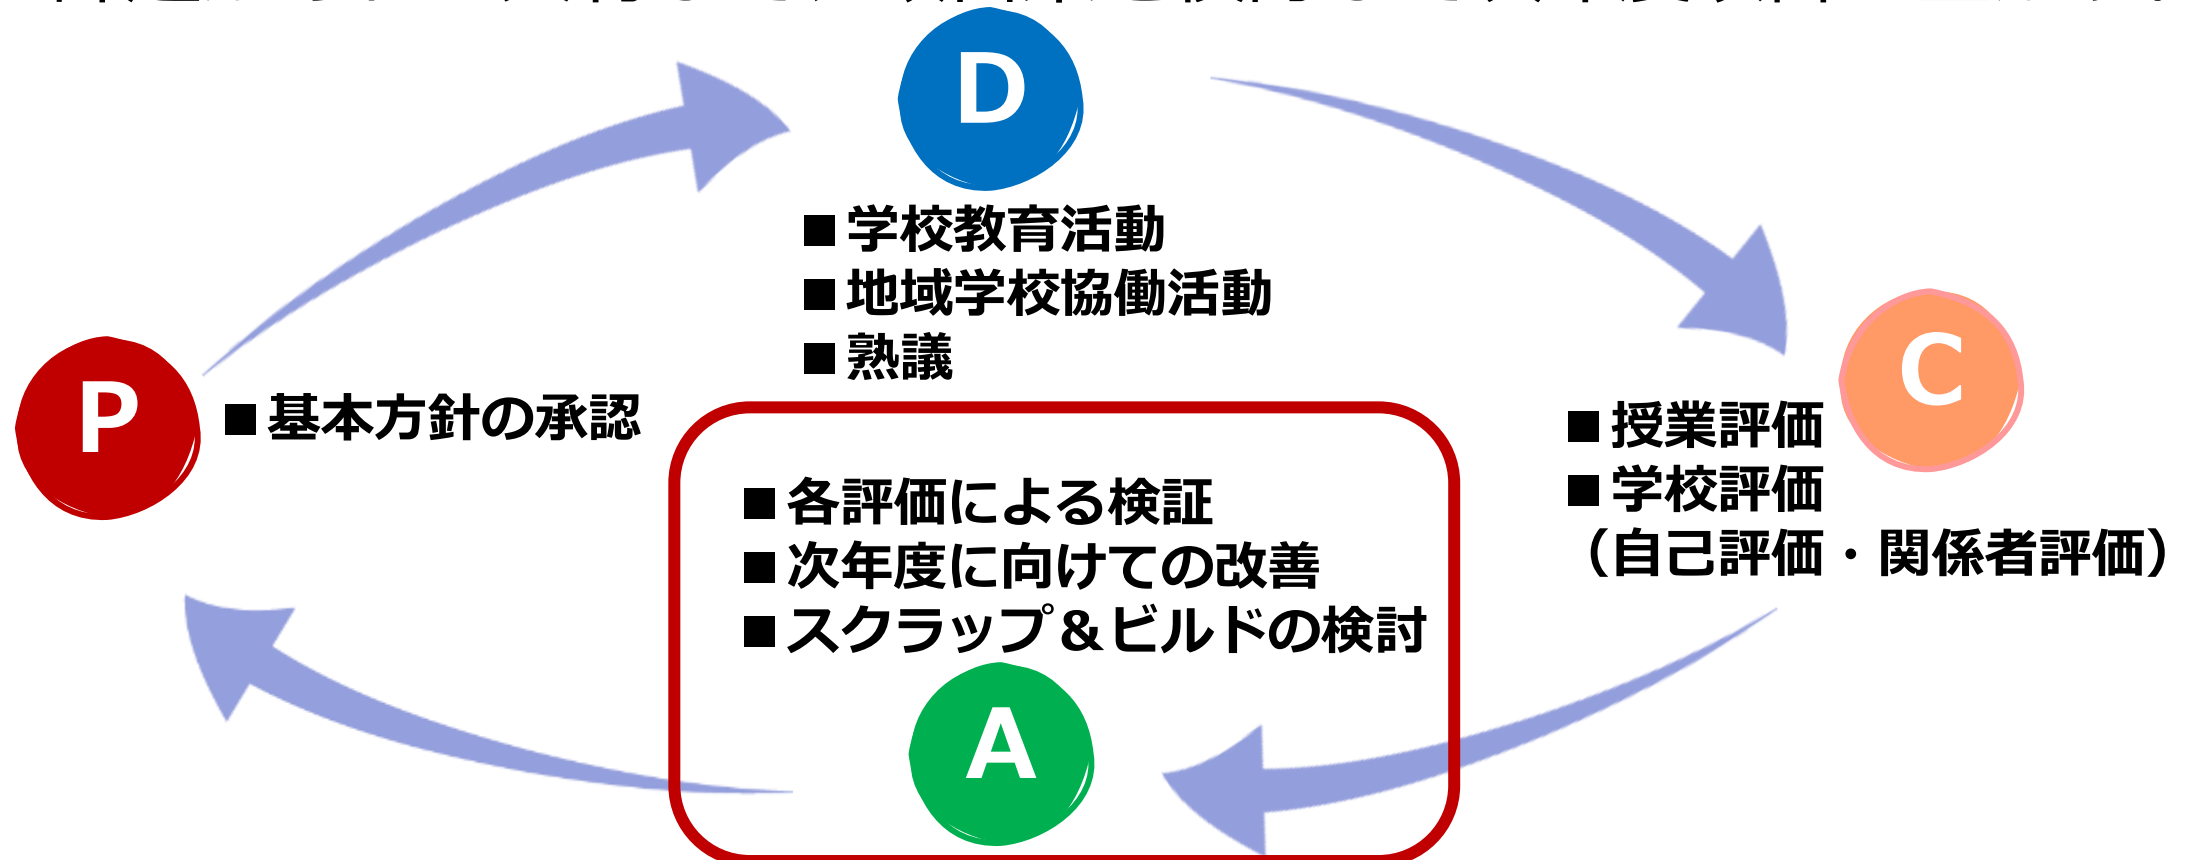 D
■学校教育活動
■地域学校協働活動
■熟議
P
■基本方針の承認
C
■授業評価
■学校評価
（自己評価・関係者評価）
■各評価による検証
■次年度に向けての改善
■スクラップ＆ビルドの検討
A